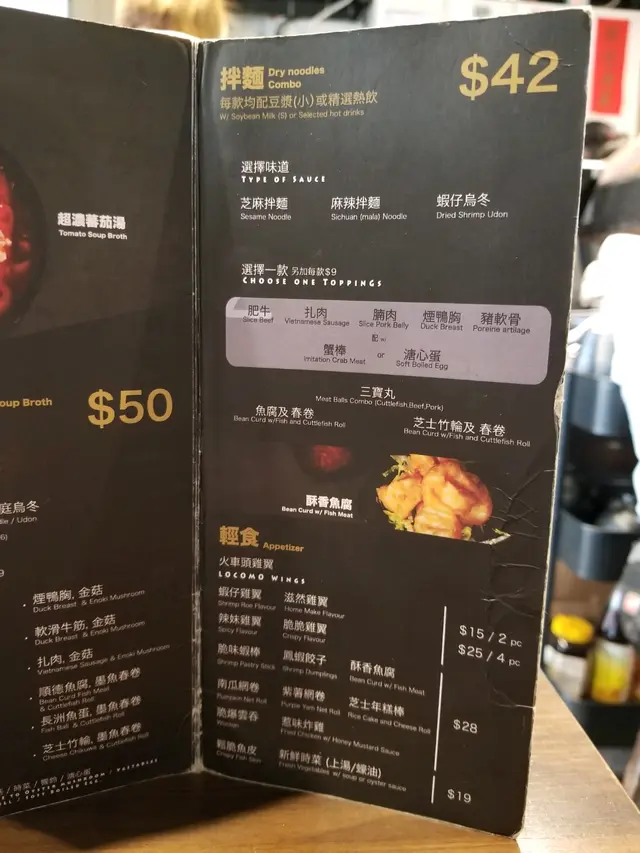 超濃蕃茄湯
Tomato Soup Broth
oup Broth
$50
庭烏冬
/ Udon
煙鴨胸, 金菇
Duck Breast & Enoki Mushroom
軟滑牛筋, 金菇
Duck Breast & Enoki Mushroom
扎肉, 金菇
Vietnamese Sausage & Enoki Mushroom
順德魚腐, 墨魚春卷
Bean Curd Fish Meat
& Cuttlefish Roll
長洲魚蛋, 墨魚春卷
Fish Ball & Cuttlefish Roll
芝士竹輪, 墨魚春卷
Cheese Chikuwa & Cuttlefish Roll
拌麵 Dry noodles
Combo
$42
每款均配豆漿(小)或精選熱飲
W/ Soybean Milk (S) or Selected hot drinks
選擇味道
TYPE OF SAUCE
芝麻拌麵 麻辣拌麵 蝦仔烏冬
Sesame Noodle Sichuan (mala) Noodle Dried Shrimp Udon
選擇一款 另加每款$9
CHOOSE ONE TOPPINGS
肥牛 扎肉 腩肉 煙鴨胸 豬軟骨
Slice Beef Vietnamese Sausage Slice Pork Belly Duck Breast Poreine artilage
配 w/
蟹棒 or 溏心蛋
Imitation Crab Meat Soft Boiled Egg
三寶丸
Meat Balls Combo (Cuttlefish,Beef,Pork)
魚腐及 春卷 芝士竹輪及 春卷
Bean Curd w/Fish and Cuttlefish Roll Bean Curd w/Fish and Cuttlefish Roll
酥香魚腐
Bean Curd w/ Fish Meat
輕食 Appetizer
火車頭雞翼
LOCOMO WINGS
蝦仔雞翼 滋然雞翼
Shrimp Roe Flavour Home Make Flavour
辣妹雞翼 脆脆雞翼
Spicy Flavour Crispy Flavour
$15 / 2 pc
$25 / 4 pc
脆味蝦棒 鳳蝦餃子 酥香魚腐
Shrimp Pastry Stick Shrimp Dumplings Bean Curd w/ Fish Meat
南瓜網卷 紫薯網卷 芝士年糕棒
Pumpkin Net Roll Purple Yam Net Roll Rice Cake and Cheese Roll
脆爆雲吞 惹味炸雞
Wonton Fried Chicken w/ Honey Mustard Sauce
$28
香脆魚皮 新鮮時菜 (上湯/蠔油)
Crispy Fish Skin Fresh Vegetables w/ soup or oyster sauce
$19